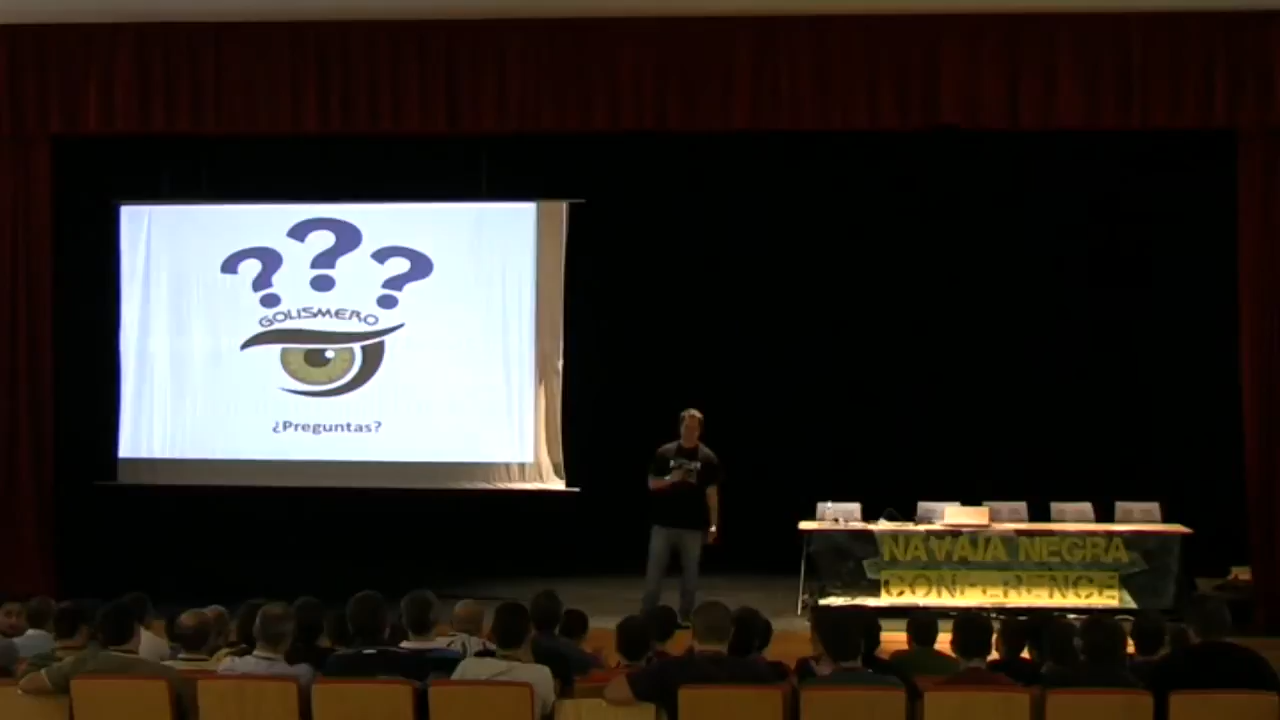 ? ? ?
GOLISMERO
¿Preguntas?
NAVAJA NEGRA
CONFERENCE